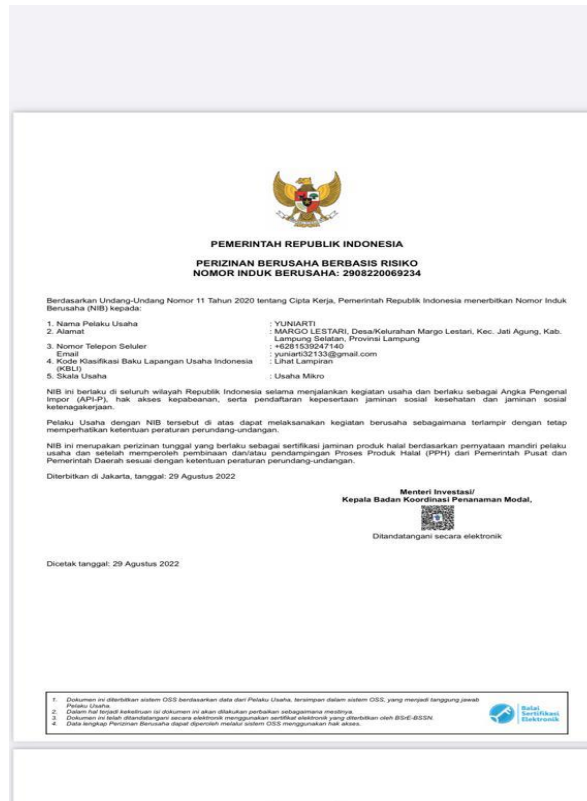 PEMERINTAH REPUBLIK INDONESIA
PERIZINAN BERUSAHA BERBASIS RISIKO
NOMOR INDUK BERUSAHA: 2908220069234
Berdasarkan Undang-Undang Nomor 11 Tahun 2020 tentang Cipta Kerja, Pemerintah Republik Indonesia menerbitkan Nomor Induk
Berusaha (NIB) kepada:
1. Nama Pelaku Usaha : YUNIARTI
2. Alamat : MARGO LESTARI, Desa/Kelurahan Margo Lestari, Kec. Jati Agung, Kab.
Lampung Selatan, Provinsi Lampung
3. Nomor Telepon Seluler : +6281539247140
Email : yuniarti32133@gmail.com
4. Kode Klasifikasi Baku Lapangan Usaha Indonesia : Lihat Lampiran
(KBLI)
5. Skala Usaha : Usaha Mikro
NIB ini berlaku di seluruh wilayah Republik Indonesia selama menjalankan kegiatan usaha dan berlaku sebagai Angka Pengenal
Impor (API-P), hak akses kepabeanan, serta pendaftaran kepesertaan jaminan sosial kesehatan dan jaminan sosial
ketenagakerjaan.
Pelaku Usaha dengan NIB tersebut di atas dapat melaksanakan kegiatan berusaha sebagaimana terlampir dengan tetap
memperhatikan ketentuan peraturan perundang-undangan.
NIB ini merupakan perizinan tunggal yang berlaku sebagai sertifikasi jaminan produk halal berdasarkan pernyataan mandiri pelaku
usaha dan setelah memperoleh pembinaan dan/atau pendampingan Proses Produk Halal (PPH) dari Pemerintah Pusat dan
Pemerintah Daerah sesuai dengan ketentuan peraturan perundang-undangan.
Diterbitkan di Jakarta, tanggal: 29 Agustus 2022
Menteri Investasi/
Kepala Badan Koordinasi Penanaman Modal,
Ditandatangani secara elektronik
Dicetak tanggal: 29 Agustus 2022
1. Dokumen ini diterbitkan sistem OSS berdasarkan data dari Pelaku Usaha, tersimpan dalam sistem OSS, yang menjadi tanggung jawab
Pelaku Usaha.
2. Dalam hal terjadi kekeliruan isi dokumen ini akan dilakukan perbaikan sebagaimana mestinya.
3. Dokumen ini telah ditandatangani secara elektronik menggunakan sertifikat elektronik yang diterbitkan oleh BSrE-BSSN.
4. Data lengkap Perizinan Berusaha dapat diperoleh melalui sistem OSS menggunakan hak akses.
Balai
Sertifikasi
Elektronik